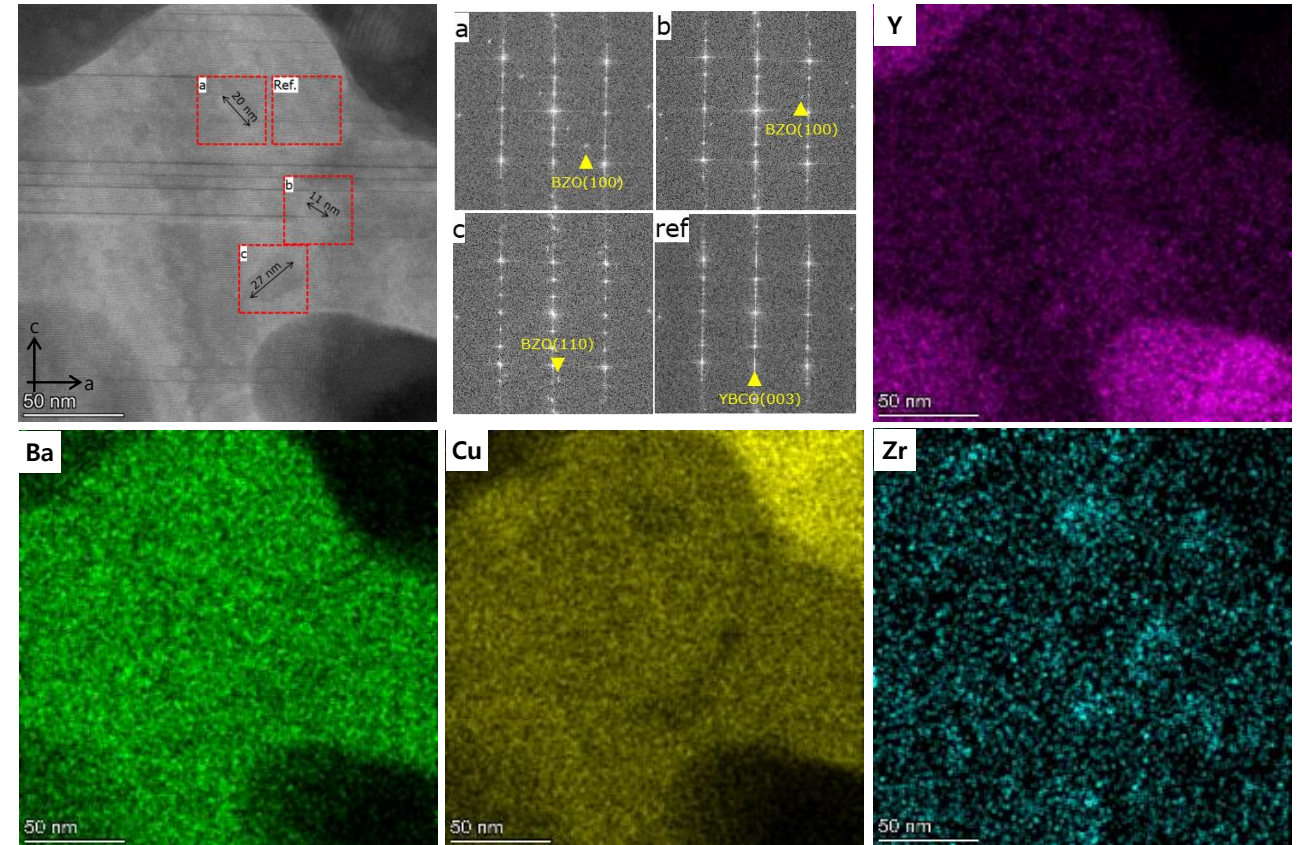 a
Ref.
20 nm
b
11 nm
c
27 nm
c
a
50 nm
a
BZO(100)
b
BZO(100)
c
BZO(110)
ref
YBCO(003)
Y
50 nm
Ba
50 nm
Cu
50 nm
Zr
50 nm